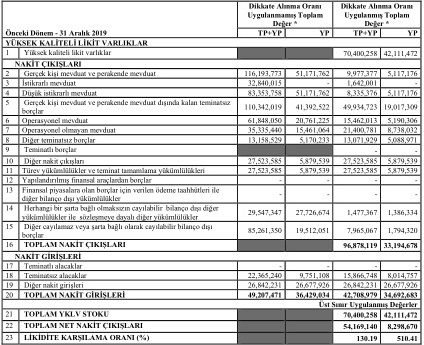 Dikkate Alınma Oranı Uygulanmamış Toplam Değer * Dikkate Alınma Oranı Uygulanmış Toplam Değer *
Önceki Dönem - 31 Aralık 2019 TP+YP YP TP+YP YP
YÜKSEK KALİTELİ LİKİT VARLIKLAR
1 Yüksek kaliteli likit varlıklar 70,400,258 42,111,472
NAKİT ÇIKIŞLARI
2 Gerçek kişi mevduat ve perakende mevduat 116,193,773 51,171,762 9,977,377 5,117,176
3 İstikrarlı mevduat 32,840,015 - 1,642,001 -
4 Düşük istikrarlı mevduat 83,353,758 51,171,762 8,335,376 5,117,176
5 Gerçek kişi mevduat ve perakende mevduat dışında kalan teminatsız borçlar 110,342,019 41,392,522 49,934,723 19,017,309
6 Operasyonel mevduat 61,848,050 20,761,225 15,462,013 5,190,306
7 Operasyonel olmayan mevduat 35,335,440 15,461,064 21,400,781 8,738,032
8 Diğer teminatsız borçlar 13,158,529 5,170,233 13,071,929 5,088,971
9 Teminatlı borçlar - -
10 Diğer nakit çıkışları 27,523,585 5,879,539 27,523,585 5,879,539
11 Türev yükümlülükler ve teminat tamamlama yükümlülükleri 27,523,585 5,879,539 27,523,585 5,879,539
12 Yapılandırılmış finansal araçlardan borçlar - - - -
13 Finansal piyasalara olan borçlar için verilen ödeme taahhütleri ile diğer bilanço dışı yükümlülükler - - - -
14 Herhangi bir şarta bağlı olmaksızın cayılabilir bilanço dışı diğer yükümlülükler ile sözleşmeye dayalı diğer yükümlülükler 29,547,347 27,726,674 1,477,367 1,386,334
15 Diğer cayılamaz veya şarta bağlı olarak cayılabilir bilanço dışı borçlar 85,261,350 19,512,051 7,965,067 1,794,320
16 TOPLAM NAKİT ÇIKIŞLARI 96,878,119 33,194,678
NAKİT GİRİŞLERİ
17 Teminatlı alacaklar - - - -
18 Teminatsız alacaklar 22,365,240 9,751,108 15,866,748 8,014,757
19 Diğer nakit girişleri 26,842,231 26,677,926 26,842,231 26,677,926
20 TOPLAM NAKİT GİRİŞLERİ 49,207,471 36,429,034 42,708,979 34,692,683
Üst Sınır Uygulanmış Değerler
21 TOPLAM YKLV STOKU 70,400,258 42,111,472
22 TOPLAM NET NAKİT ÇIKIŞLARI 54,169,140 8,298,670
23 LİKİDİTE KARŞILAMA ORANI (%) 130.19 510.41